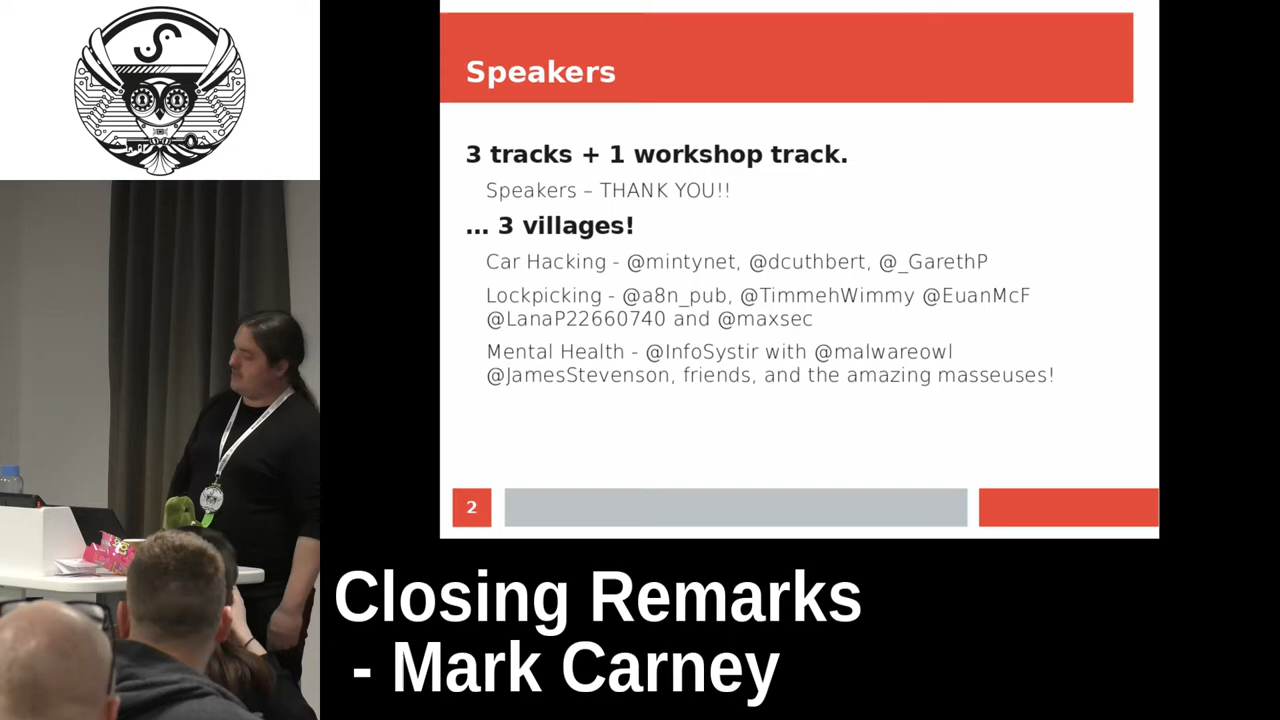 Speakers
3 tracks + 1 workshop track.
Speakers – THANK YOU!!
... 3 villages!
Car Hacking - @mintynet, @dcuthbert, @_GarethP
Lockpicking - @a8n_pub, @TimmehWimmy @EuanMcF
@LanaP22660740 and @maxsec
Mental Health - @InfoSystir with @malwareowl
@JamesStevenson, friends, and the amazing masseuses!
2
Closing Remarks
- Mark Carney